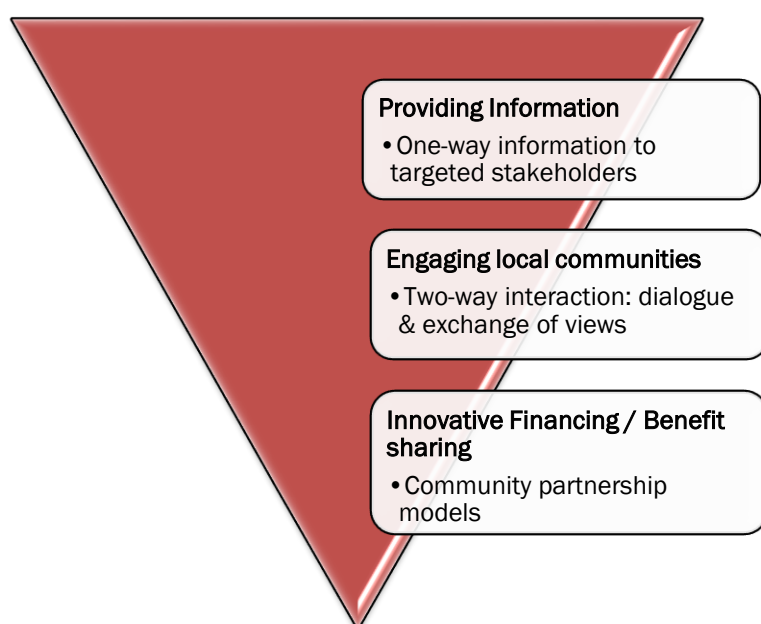 Providing Information
•One-way information to
targeted stakeholders
Engaging local communities
•Two-way interaction: dialogue
& exchange of views
Innovative Financing / Benefit
sharing
•Community partnership
models